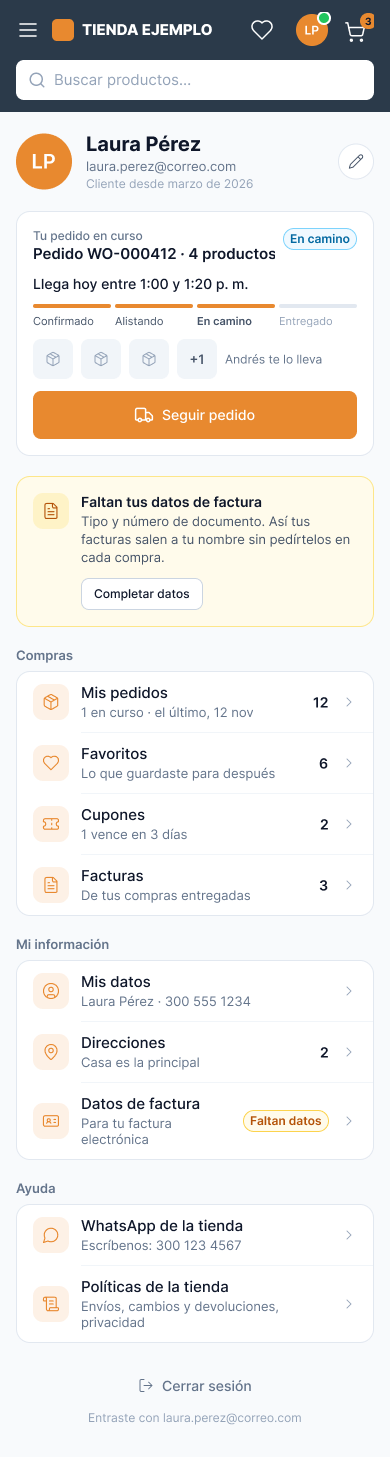 TIENDA EJEMPLO
LP
3
Buscar productos...
LP
Laura Pérez
laura.perez@correo.com
Cliente desde marzo de 2026
Tu pedido en curso
En camino
Pedido WO-000412 · 4 productos
Llega hoy entre 1:00 y 1:20 p. m.
Confirmado Alistando En camino Entregado
+1 Andrés te lo lleva
Seguir pedido
Faltan tus datos de factura
Tipo y número de documento. Así tus
facturas salen a tu nombre sin pedírtelos en
cada compra.
Completar datos
Compras
Mis pedidos
1 en curso · el último, 12 nov
12
Favoritos
Lo que guardaste para después
6
Cupones
1 vence en 3 días
2
Facturas
De tus compras entregadas
3
Mi información
Mis datos
Laura Pérez · 300 555 1234
Direcciones
Casa es la principal
2
Datos de factura
Para tu factura
electrónica
Faltan datos
Ayuda
WhatsApp de la tienda
Escríbenos: 300 123 4567
Políticas de la tienda
Envíos, cambios y devoluciones,
privacidad
Cerrar sesión
Entraste con laura.perez@correo.com